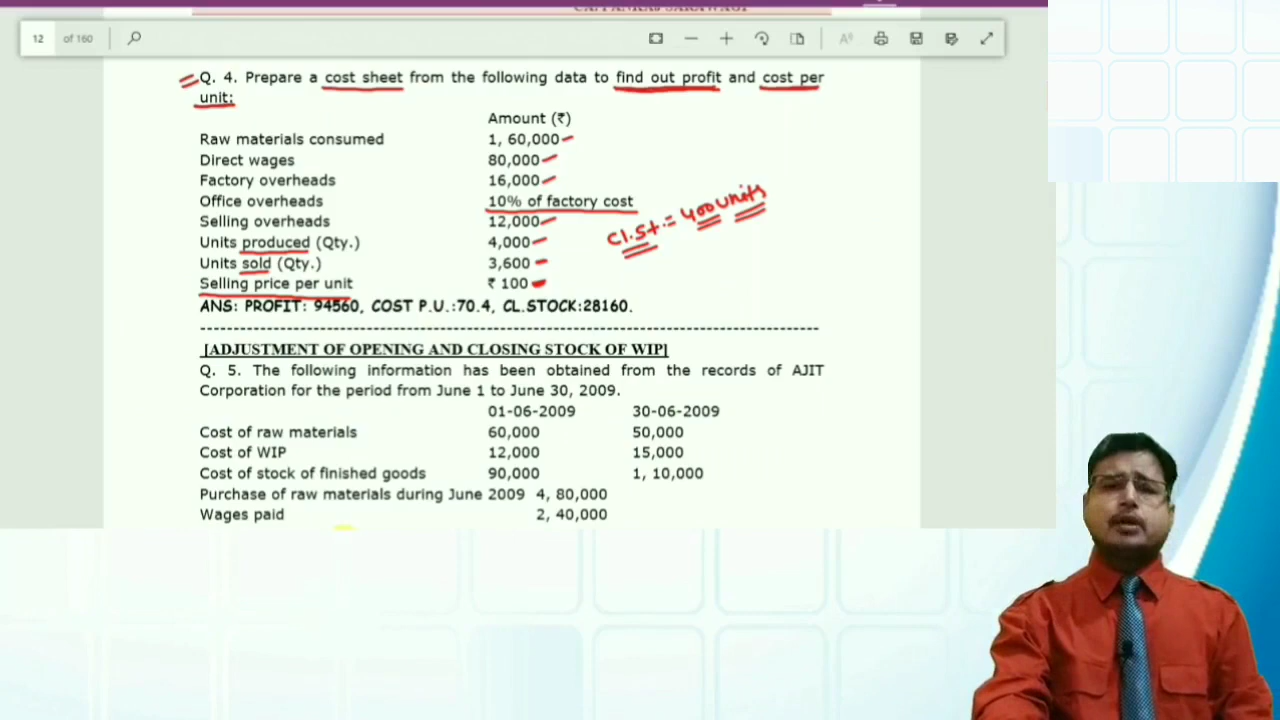 12 of 160
Q. 4. Prepare a cost sheet from the following data to find out profit and cost per
unit:
Amount (₹)
Raw materials consumed 1, 60,000
Direct wages 80,000
Factory overheads 16,000
Office overheads 10% of factory cost
Selling overheads 12,000
Units produced (Qty.) 4,000
Units sold (Qty.) 3,600
Selling price per unit ₹ 100
Cl.St.= 400 units
ANS: PROFIT: 94560, COST P.U.:70.4, CL.STOCK:28160.
[ADJUSTMENT OF OPENING AND CLOSING STOCK OF WIP]
Q. 5. The following information has been obtained from the records of AJIT
Corporation for the period from June 1 to June 30, 2009.
01-06-2009 30-06-2009
Cost of raw materials 60,000 50,000
Cost of WIP 12,000 15,000
Cost of stock of finished goods 90,000 1, 10,000
Purchase of raw materials during June 2009 4, 80,000
Wages paid 2, 40,000